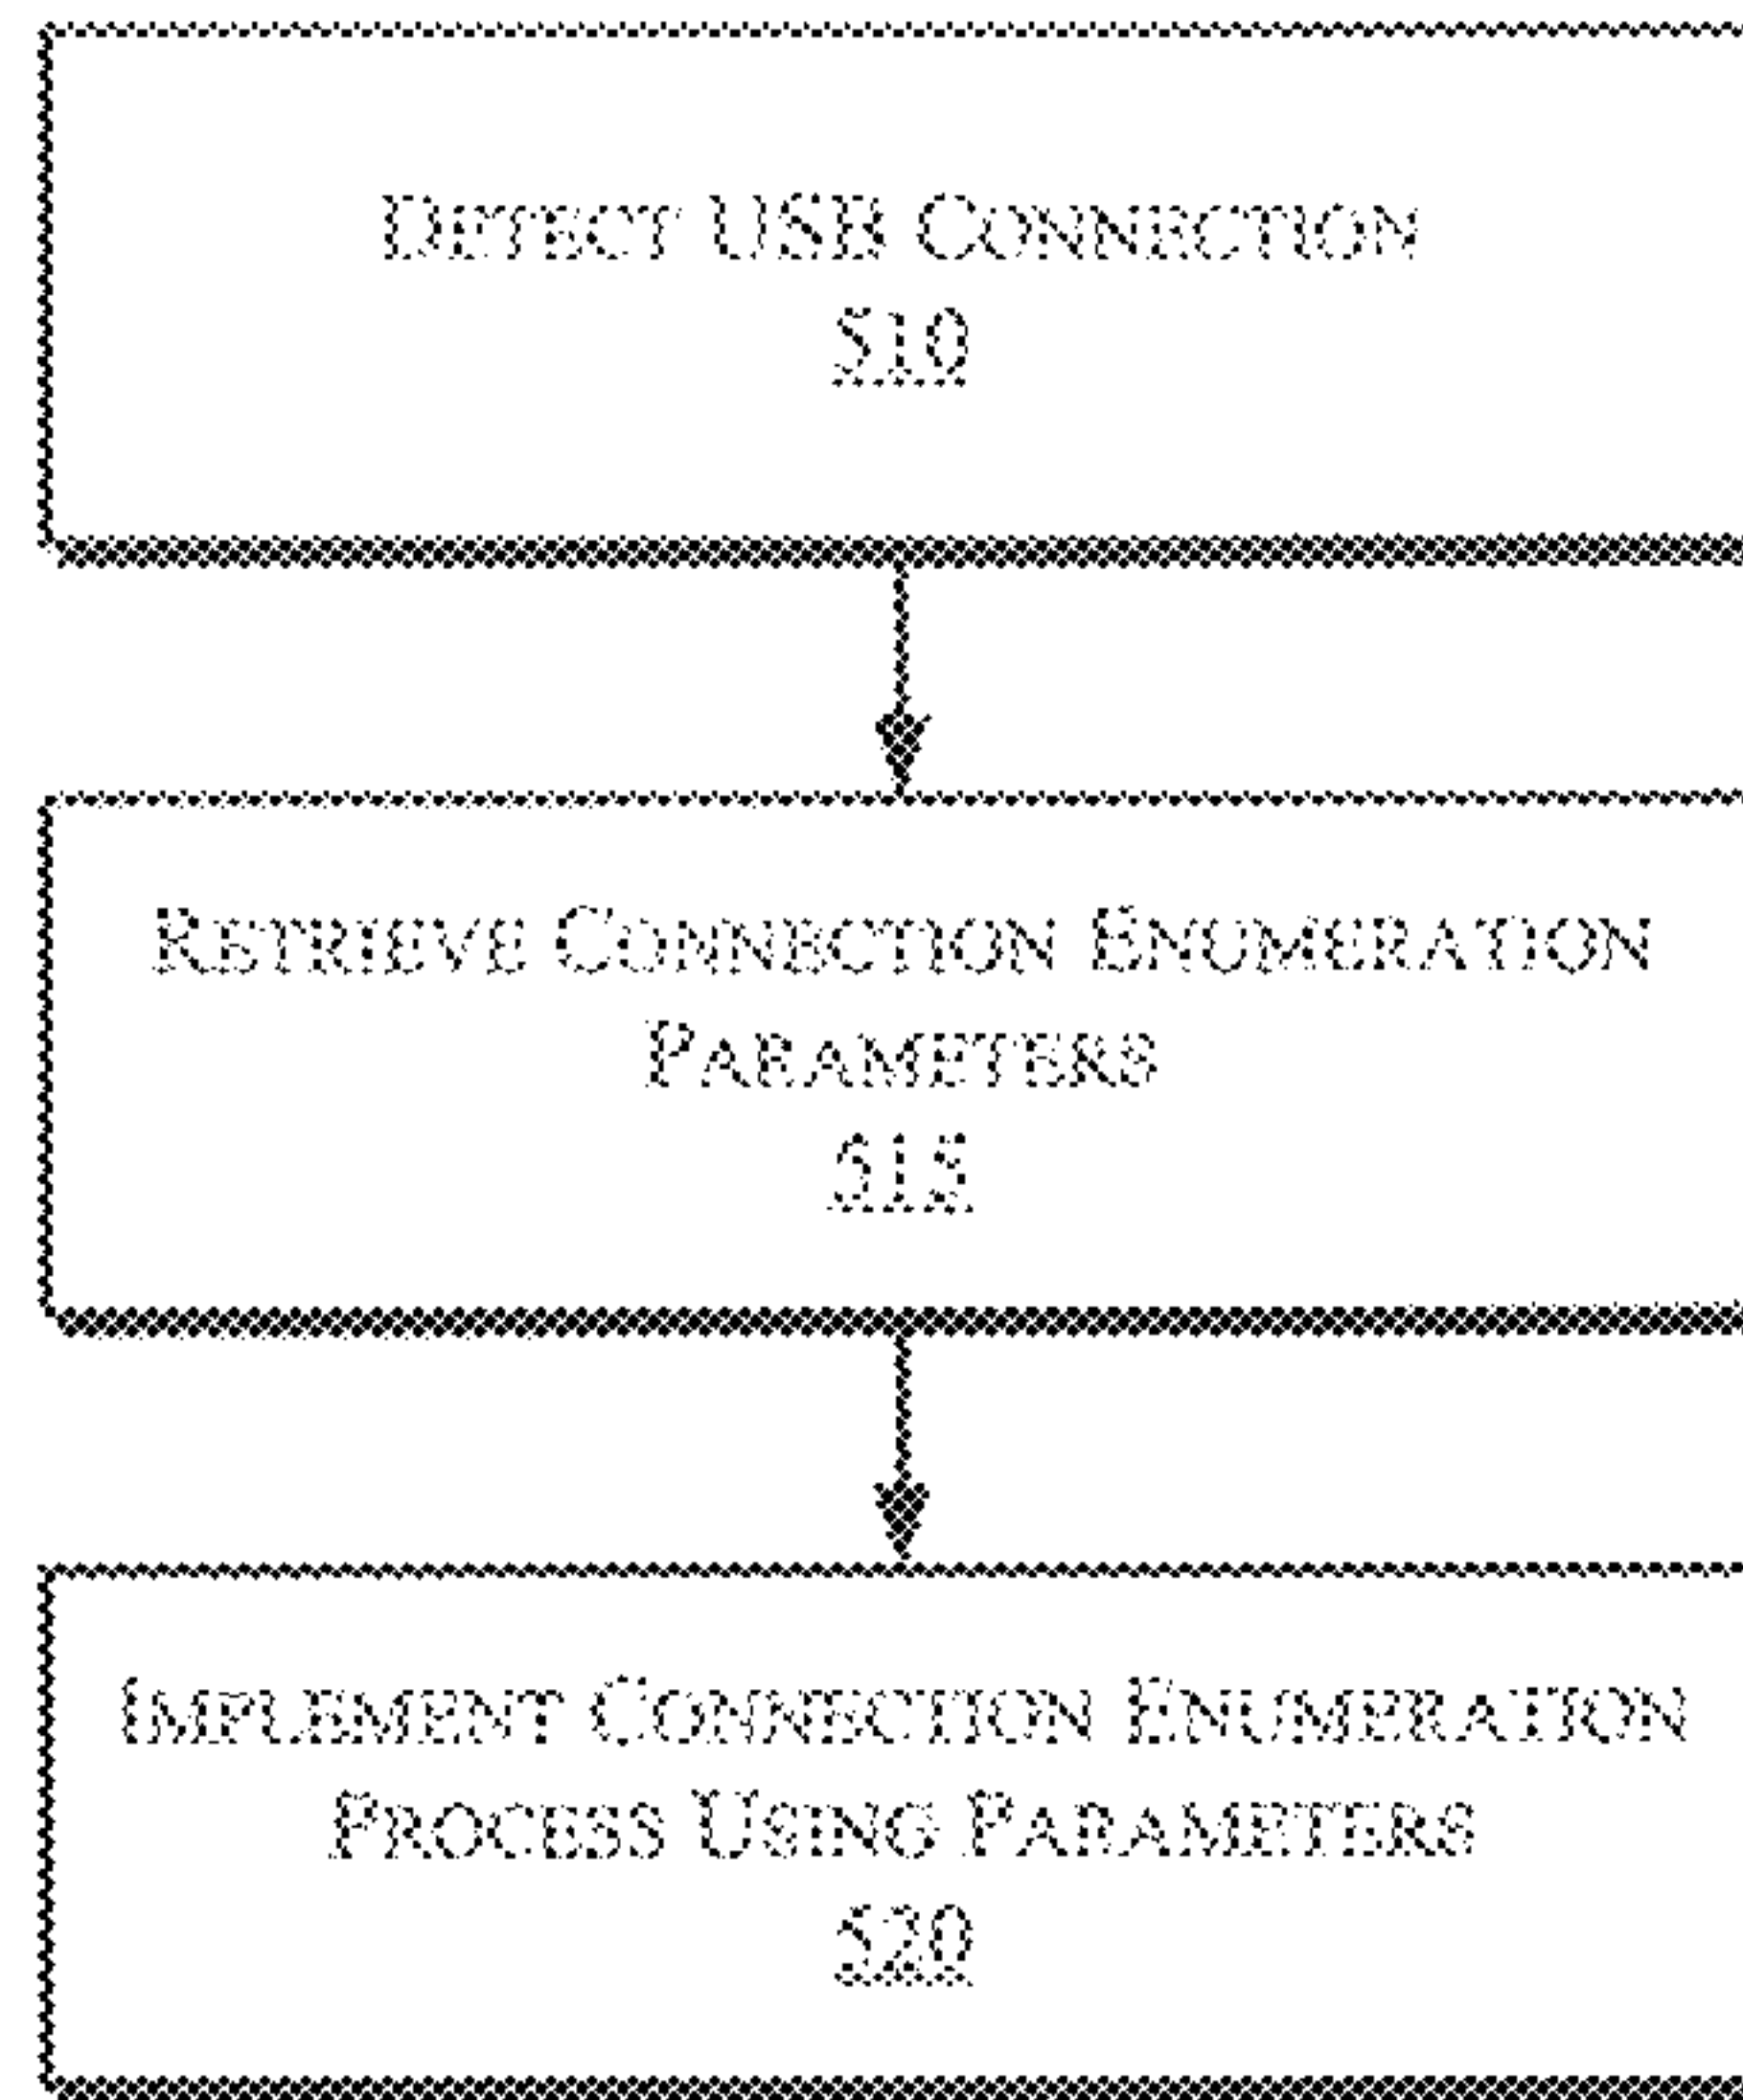 DETECT USB CONNECTION
510
RETRIEVE CONNECTION ENUMERATION
PARAMETERS
515
IMPLEMENT CONNECTION ENUMERATION
PROCESS USING PARAMETERS
520